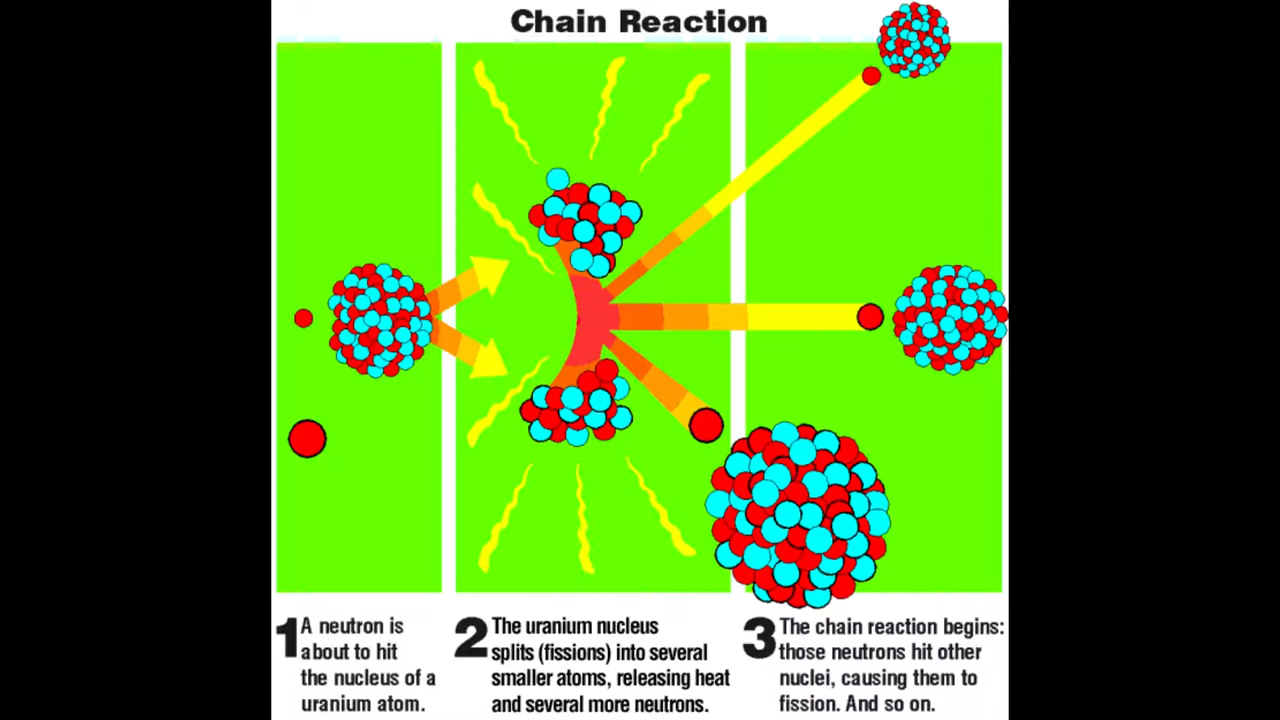 Chain Reaction
1 A neutron is
about to hit
the nucleus of a
uranium atom.
2 The uranium nucleus
splits (fissions) into several
smaller atoms, releasing heat
and several more neutrons.
3 The chain reaction begins:
those neutrons hit other
nuclei, causing them to
fission. And so on.